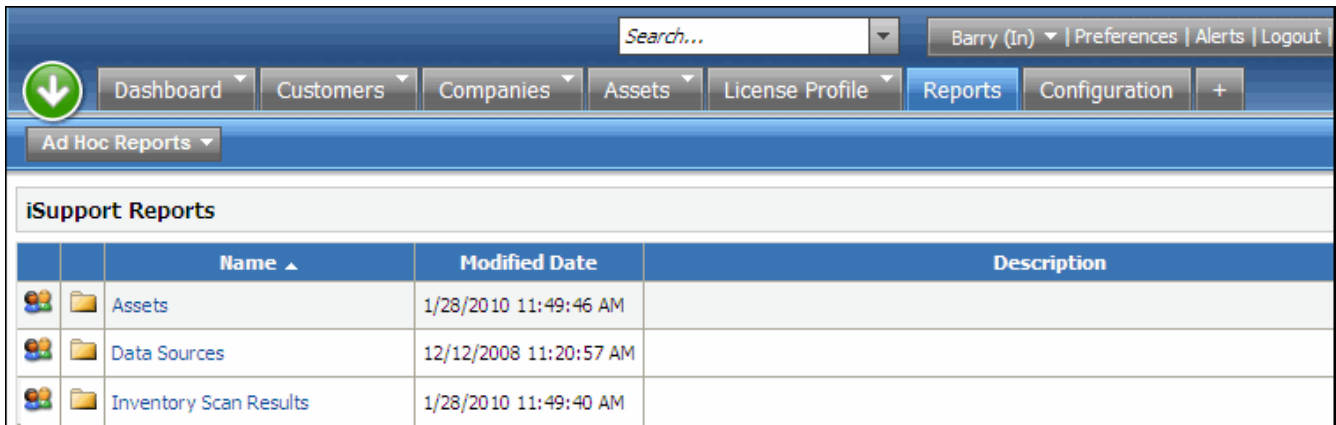 Search...
Barry (In) | Preferences | Alerts | Logout |
Dashboard Customers Companies Assets License Profile Reports Configuration +
Ad Hoc Reports
iSupport Reports
Name Modified Date Description
Assets 1/28/2010 11:49:46 AM
Data Sources 12/12/2008 11:20:57 AM
Inventory Scan Results 1/28/2010 11:49:40 AM